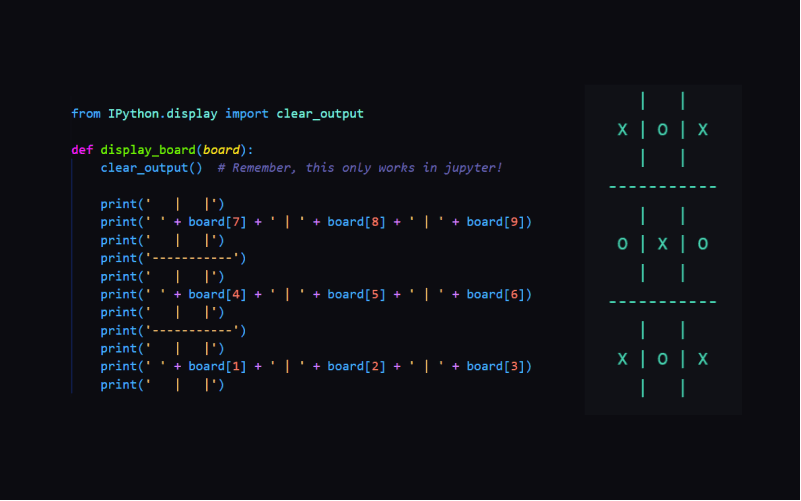 from IPython.display import clear_output
def display_board(board):
    clear_output()  # Remember, this only works in jupyter!
    print('   |   |')
    print(' ' + board[7] + ' | ' + board[8] + ' | ' + board[9])
    print('   |   |')
    print('-----------')
    print('   |   |')
    print(' ' + board[4] + ' | ' + board[5] + ' | ' + board[6])
    print('   |   |')
    print('-----------')
    print('   |   |')
    print(' ' + board[1] + ' | ' + board[2] + ' | ' + board[3])
    print('   |   |')
   |   |
 X | O | X
   |   |
-----------
   |   |
 O | X | O
   |   |
-----------
   |   |
 X | O | X
   |   |